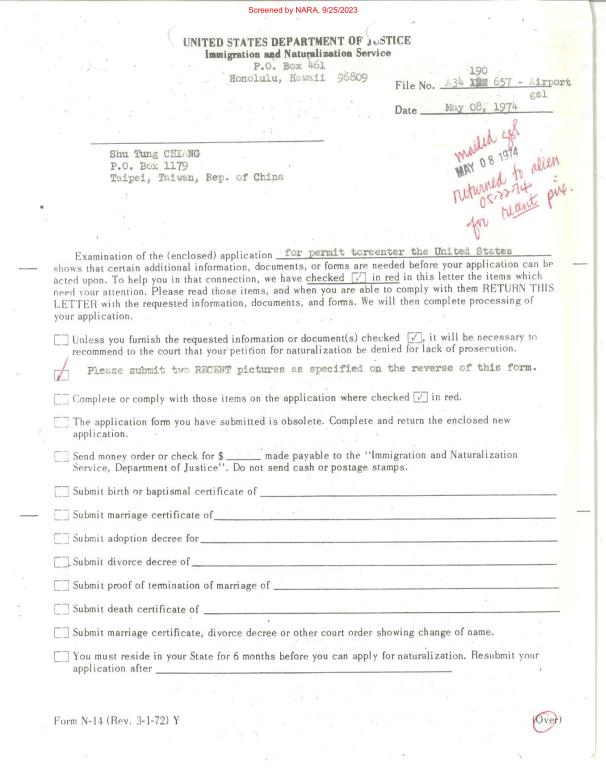 Screened by NARA, 9/25/2023
UNITED STATES DEPARTMENT OF JUSTICE
Immigration and Naturalization Service
P.O. Box 461
Honolulu, Hawaii 96809
190
File No. A34 657 - Airport
gsl
Date May 08, 1974
mailed gsl
MAY 08 1974
returned to alien
05-22-74
for recent pix.
Shu Tung CHIANG
P.O. Box 1179
Taipei, Taiwan, Rep. of China
Examination of the (enclosed) application for permit toreenter the United States
shows that certain additional information, documents, or forms are needed before your application can be
acted upon. To help you in that connection, we have checked ☑ in red in this letter the items which
need your attention. Please read those items, and when you are able to comply with them RETURN THIS
LETTER with the requested information, documents, and forms. We will then complete processing of
your application.
Unless you furnish the requested information or document(s) checked ☑, it will be necessary to
recommend to the court that your petition for naturalization be denied for lack of prosecution.
Please submit two RECENT pictures as specified on the reverse of this form.
Complete or comply with those items on the application where checked ☑ in red.
The application form you have submitted is obsolete. Complete and return the enclosed new
application.
Send money order or check for $ ______ made payable to the "Immigration and Naturalization
Service, Department of Justice". Do not send cash or postage stamps.
Submit birth or baptismal certificate of
Submit marriage certificate of
Submit adoption decree for
Submit divorce decree of
Submit proof of termination of marriage of
Submit death certificate of
Submit marriage certificate, divorce decree or other court order showing change of name.
You must reside in your State for 6 months before you can apply for naturalization. Resubmit your
application after
Form N-14 (Rev. 3-1-72) Y
(Over)